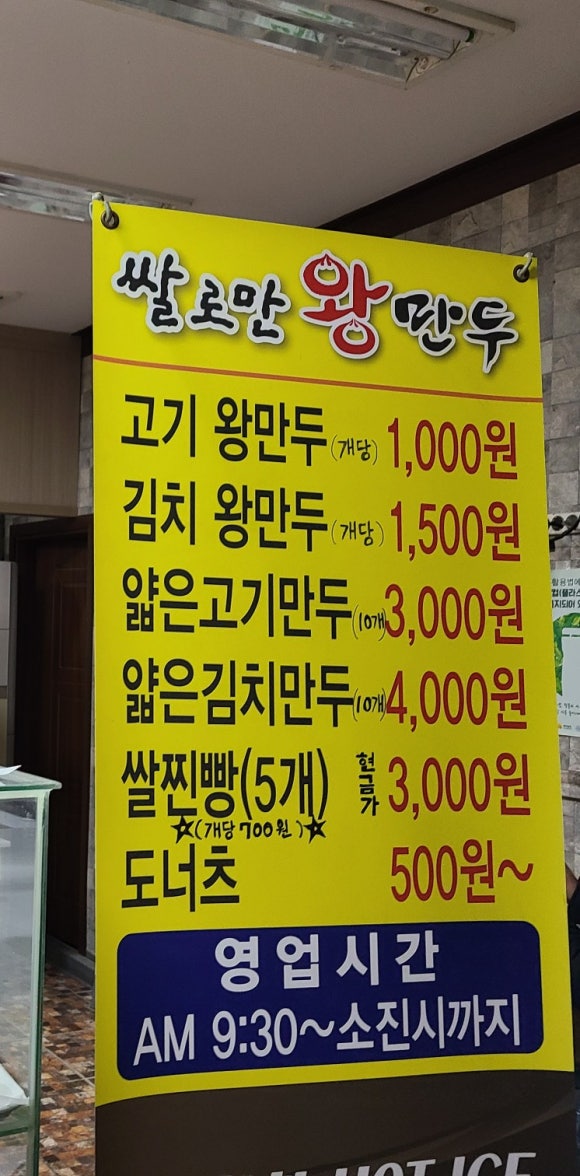 쌀로만 왕만두
고기 왕만두(개당) 1,000원
김치 왕만두(개당) 1,500원
얇은고기만두(10개) 3,000원
얇은김치만두(10개) 4,000원
쌀찐빵(5개) 현금가 3,000원
☆(개당 700원)☆
도너츠 500원~
영업시간
AM 9:30~소진시까지
HOT ICE